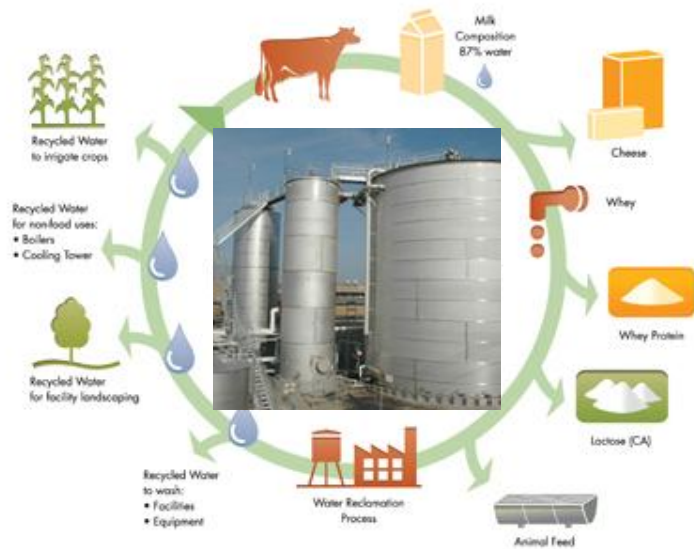 Milk
Composition
87% water
Cheese
Whey
Whey Protein
Lactose (CA)
Animal Feed
Water Reclamation
Process
Recycled Water
to wash:
• Facilities
• Equipment
Recycled Water
for facility landscaping
Recycled Water
for non-food uses:
• Boilers
• Cooling Tower
Recycled Water
to irrigate crops